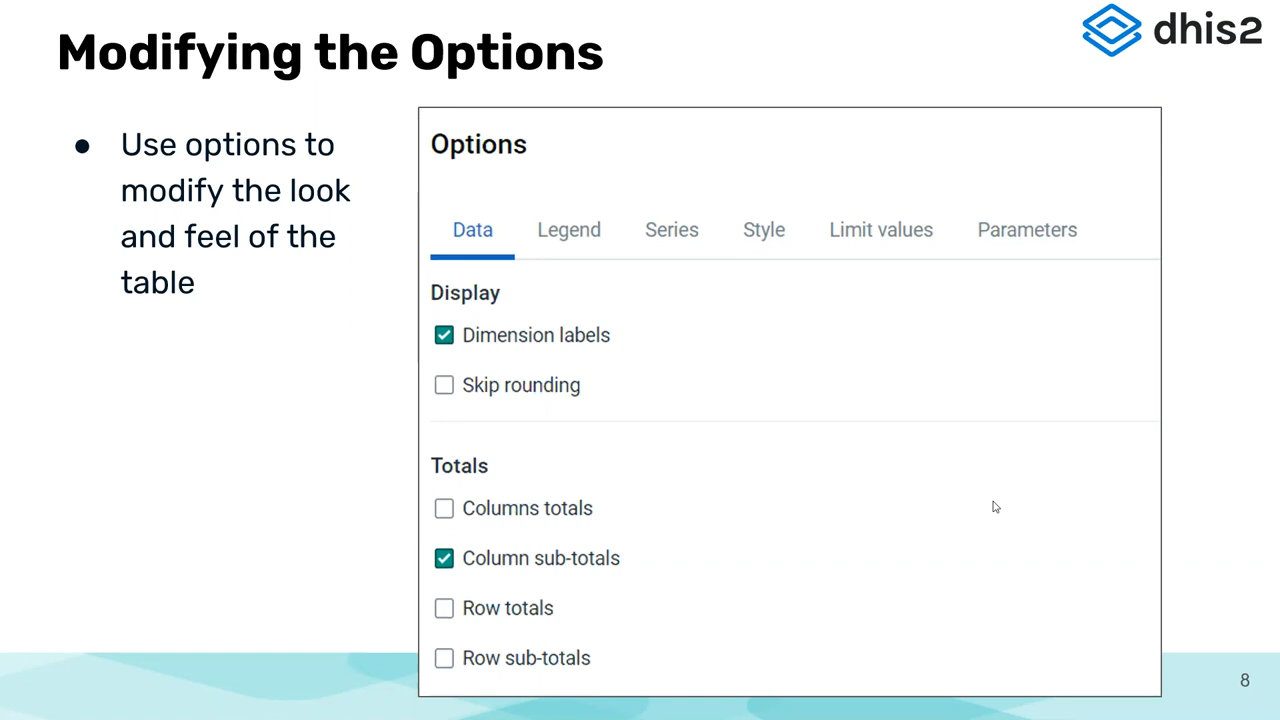 Modifying the Options
dhis2
● Use options to
modify the look
and feel of the
table
Options
Data Legend Series Style Limit values Parameters
Display
Dimension labels
Skip rounding
Totals
Columns totals
Column sub-totals
Row totals
Row sub-totals
8